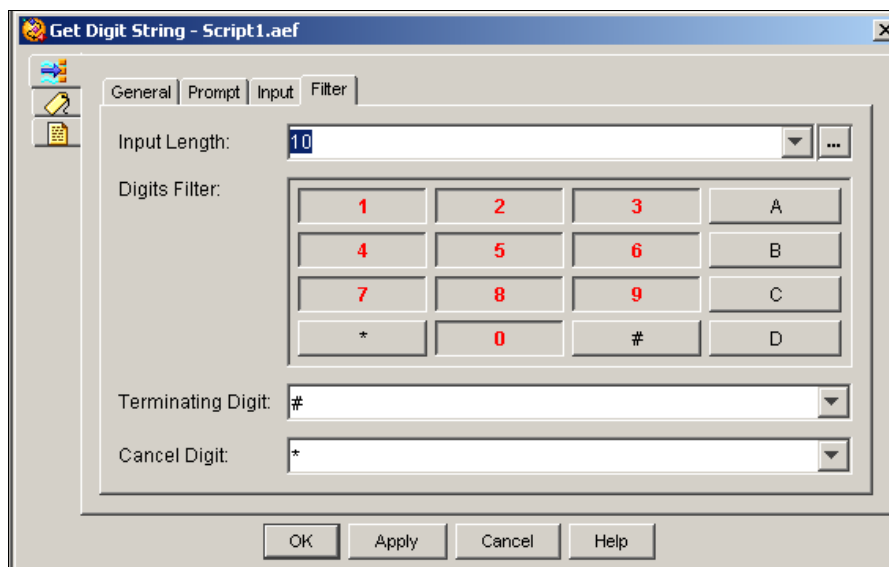 Get Digit String - Script1.aef
General Prompt Input Filter
Input Length: 10 ...
Digits Filter:
1 2 3 A
4 5 6 B
7 8 9 C
* 0 # D
Terminating Digit: #
Cancel Digit: *
OK Apply Cancel Help